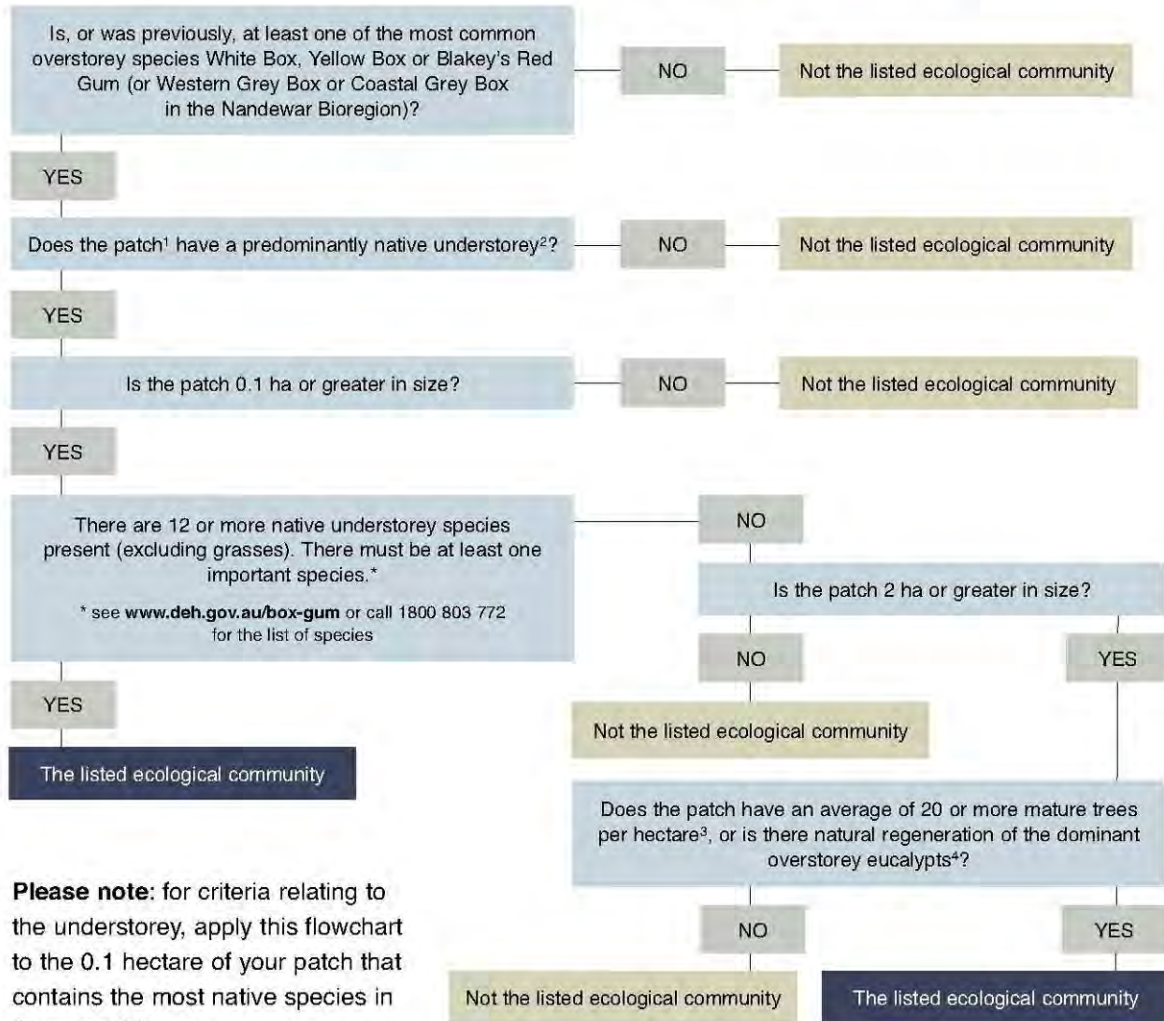 Is, or was previously, at least one of the most common
overstorey species White Box, Yellow Box or Blakey's Red
Gum (or Western Grey Box or Coastal Grey Box
in the Nandewar Bioregion)?
NO
Not the listed ecological community
YES
Does the patch¹ have a predominantly native understorey²?
NO
Not the listed ecological community
YES
Is the patch 0.1 ha or greater in size?
NO
Not the listed ecological community
YES
There are 12 or more native understorey species
present (excluding grasses). There must be at least one
important species.*
* see www.deh.gov.au/box-gum or call 1800 803 772
for the list of species
NO
Is the patch 2 ha or greater in size?
NO
YES
YES
Not the listed ecological community
The listed ecological community
Does the patch have an average of 20 or more mature trees
per hectare³, or is there natural regeneration of the dominant
overstorey eucalypts⁴?
NO
YES
Not the listed ecological community
The listed ecological community
Please note: for criteria relating to
the understorey, apply this flowchart
to the 0.1 hectare of your patch that
contains the most native species in